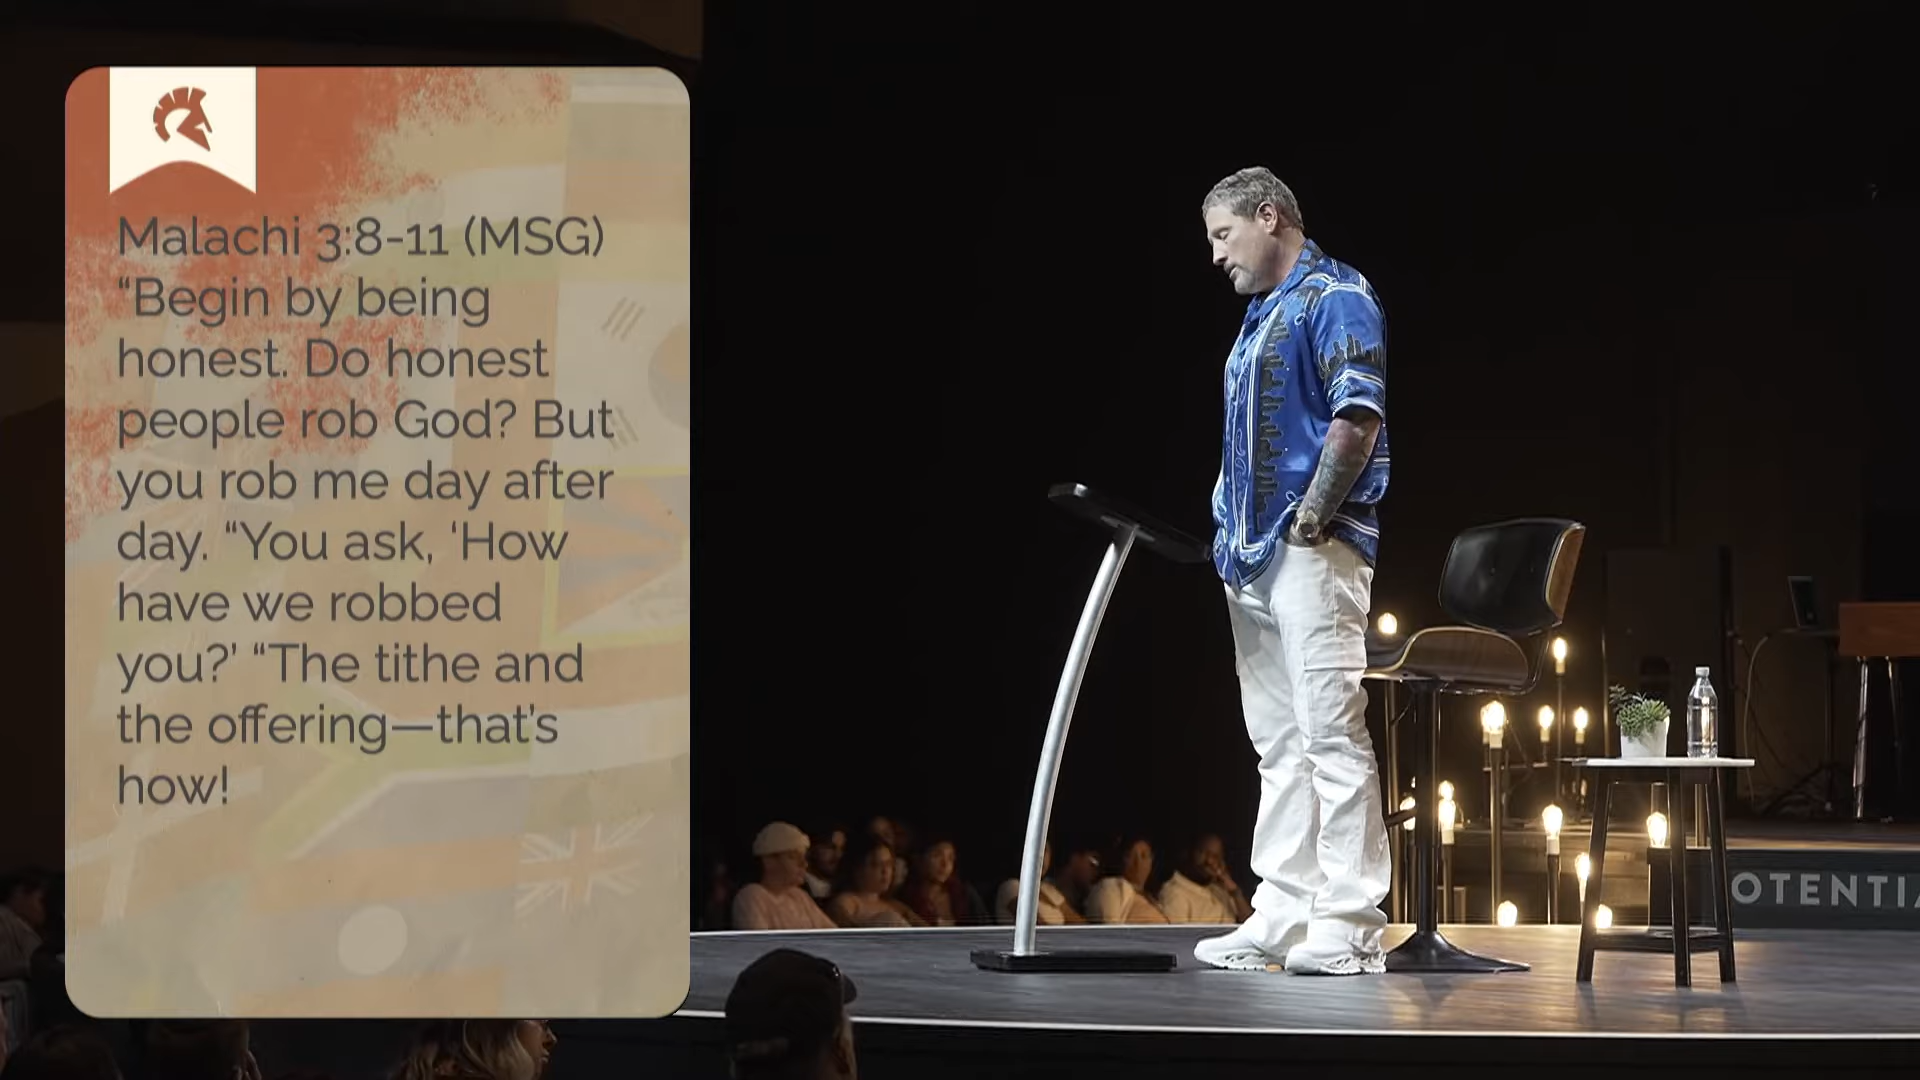 Malachi 3:8-11 (MSG)
“Begin by being
honest. Do honest
people rob God? But
you rob me day after
day. “You ask, ‘How
have we robbed
you?’ “The tithe and
the offering—that’s
how!
OTENTIA